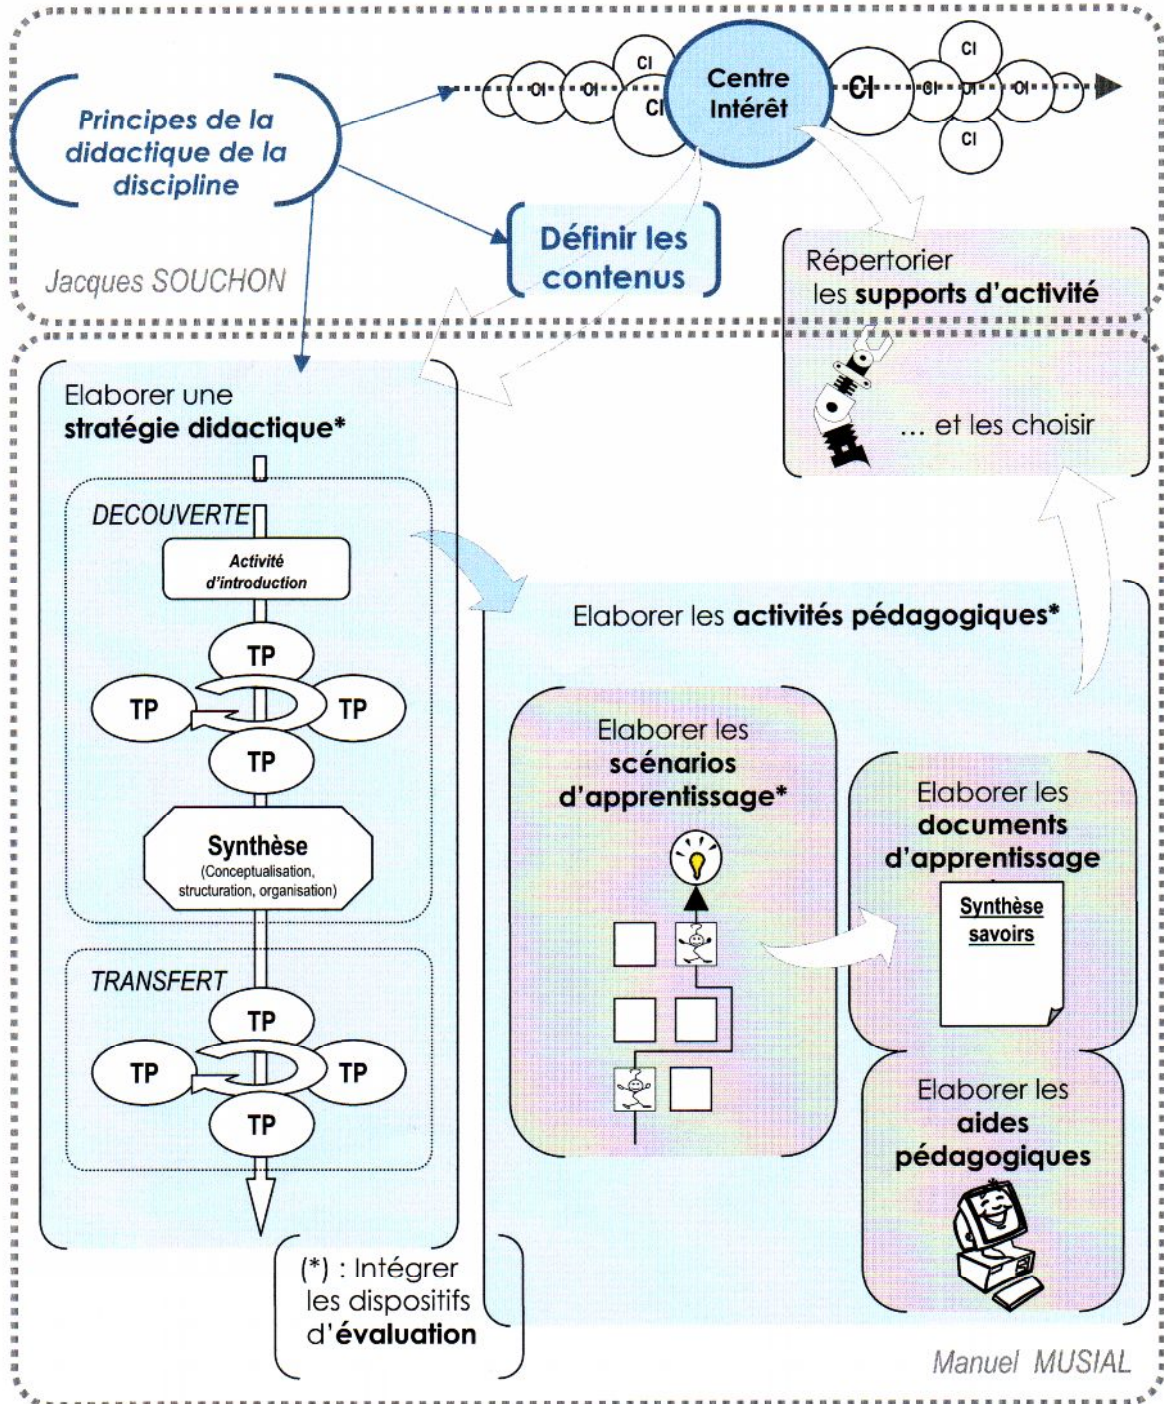 CI
CI
CI
CI
Centre
Intérêt
CI
CI
CI
CI
CI
CI
Principes de la
didactique de la
discipline
Définir les
contenus
Jacques SOUCHON
Répertorier
les supports d'activité
... et les choisir
Elaborer une
stratégie didactique*
DECOUVERTE
Activité
d'introduction
TP
TP
TP
TP
Synthèse
(Conceptualisation,
structuration, organisation)
TRANSFERT
TP
TP
TP
TP
(*) : Intégrer
les dispositifs
d'évaluation
Elaborer les activités pédagogiques*
Elaborer les
scénarios
d'apprentissage*
Elaborer les
documents
d'apprentissage
Synthèse
savoirs
Elaborer les
aides
pédagogiques
Manuel MUSIAL